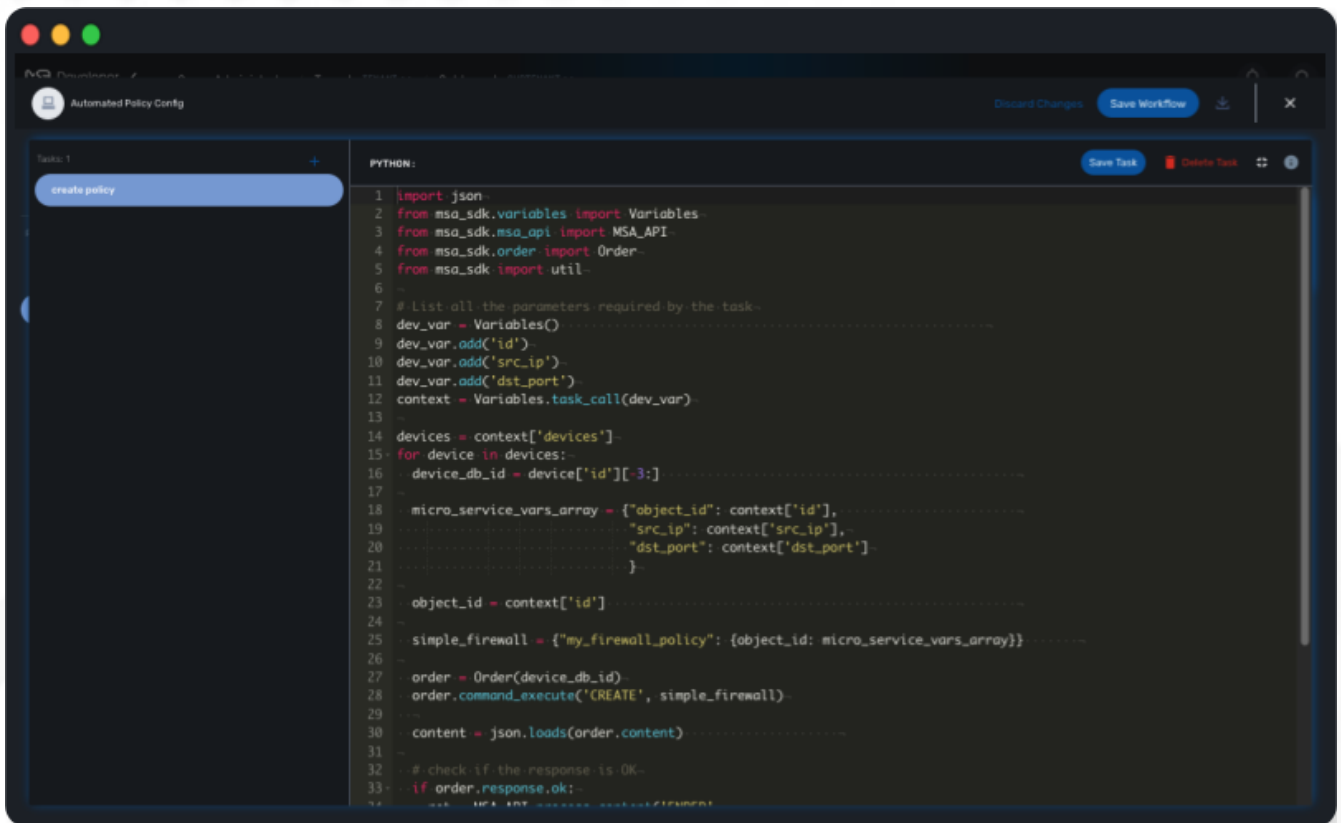 Developer
Automated Policy Config
Discard Changes
Save Workflow
Tasks: 1
+
create policy
PYTHON:
Save Task
Delete Task
1 import json
2 from msa_sdk.variables import Variables
3 from msa_sdk.msa_api import MSA_API
4 from msa_sdk.order import Order
5 from msa_sdk import util
6
7 # List all the parameters required by the task
8 dev_var = Variables()
9 dev_var.add('id')
10 dev_var.add('src_ip')
11 dev_var.add('dst_port')
12 context = Variables.task_call(dev_var)
13
14 devices = context['devices']
15 for device in devices:
16 device_db_id = device['id'][-3:]
17
18 micro_service_vars_array = {"object_id": context['id'],
19 "src_ip": context['src_ip'],
20 "dst_port": context['dst_port']
21 }
22
23 object_id = context['id']
24
25 simple_firewall = {"my_firewall_policy": {object_id: micro_service_vars_array}}
26
27 order = Order(device_db_id)
28 order.command_execute('CREATE', simple_firewall)
29
30 content = json.loads(order.content)
31
32 # check if the response is OK
33 if order.response.ok: